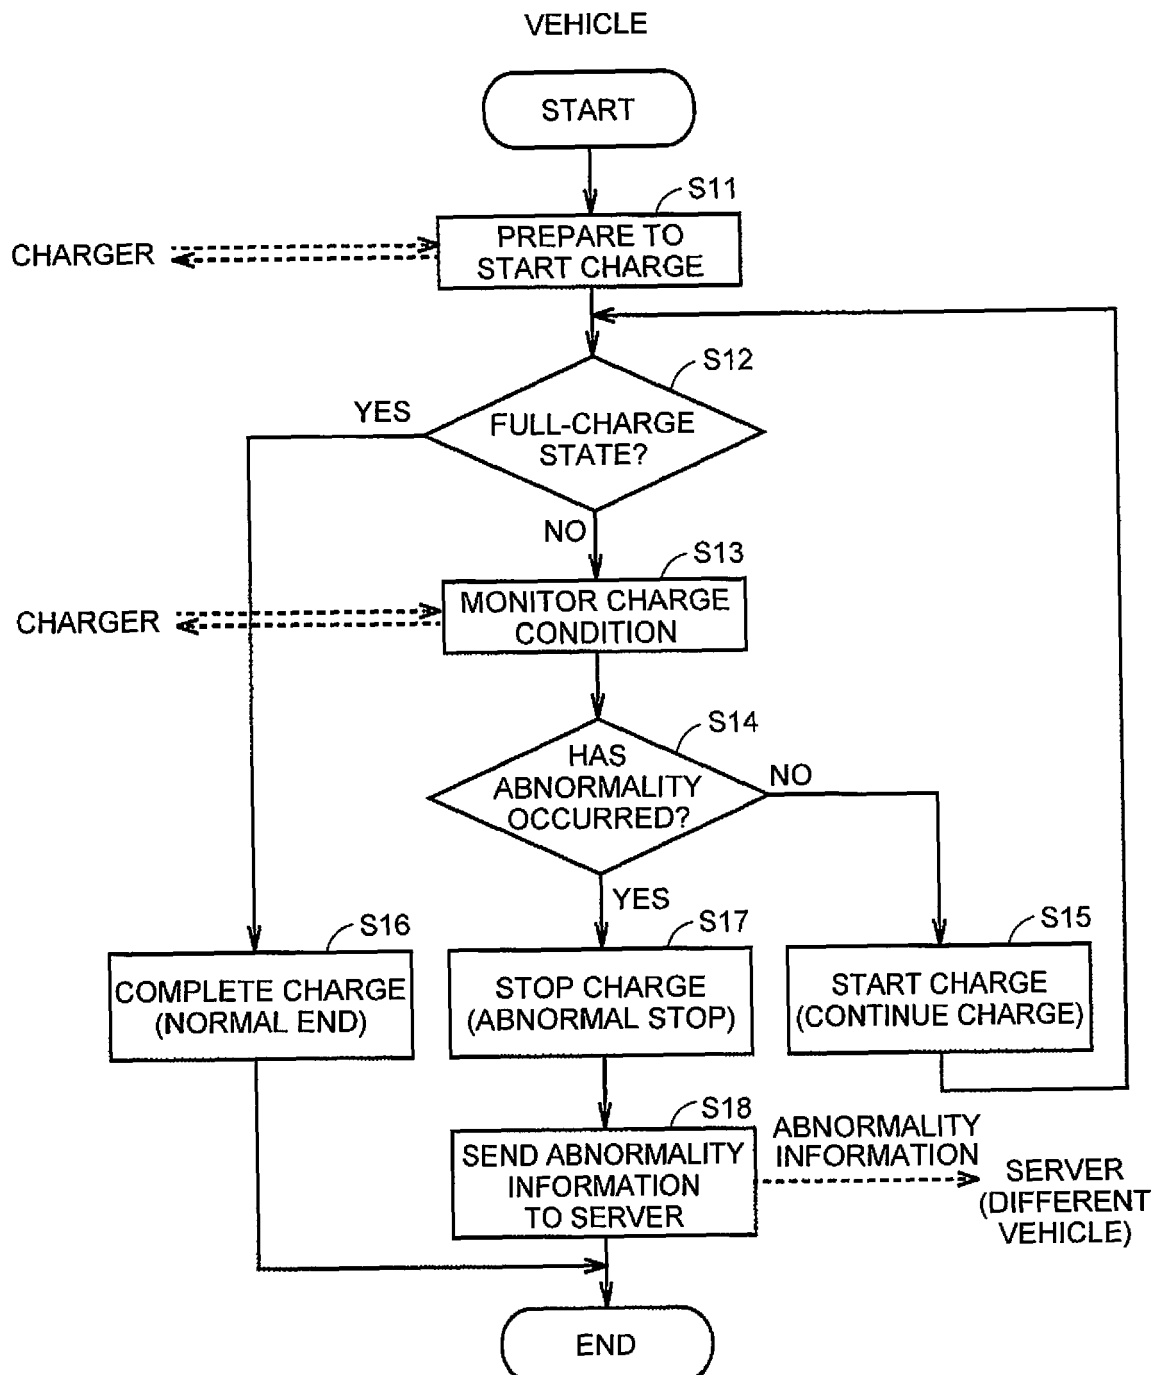 VEHICLE
START
S11
PREPARE TO
START CHARGE
CHARGER
S12
YES
FULL-CHARGE
STATE?
NO
S13
MONITOR CHARGE
CONDITION
CHARGER
S14
HAS
ABNORMALITY
OCCURRED?
NO
YES
S16
COMPLETE CHARGE
(NORMAL END)
S17
STOP CHARGE
(ABNORMAL STOP)
S15
START CHARGE
(CONTINUE CHARGE)
S18
SEND ABNORMALITY
INFORMATION
TO SERVER
ABNORMALITY
INFORMATION
SERVER
(DIFFERENT
VEHICLE)
END